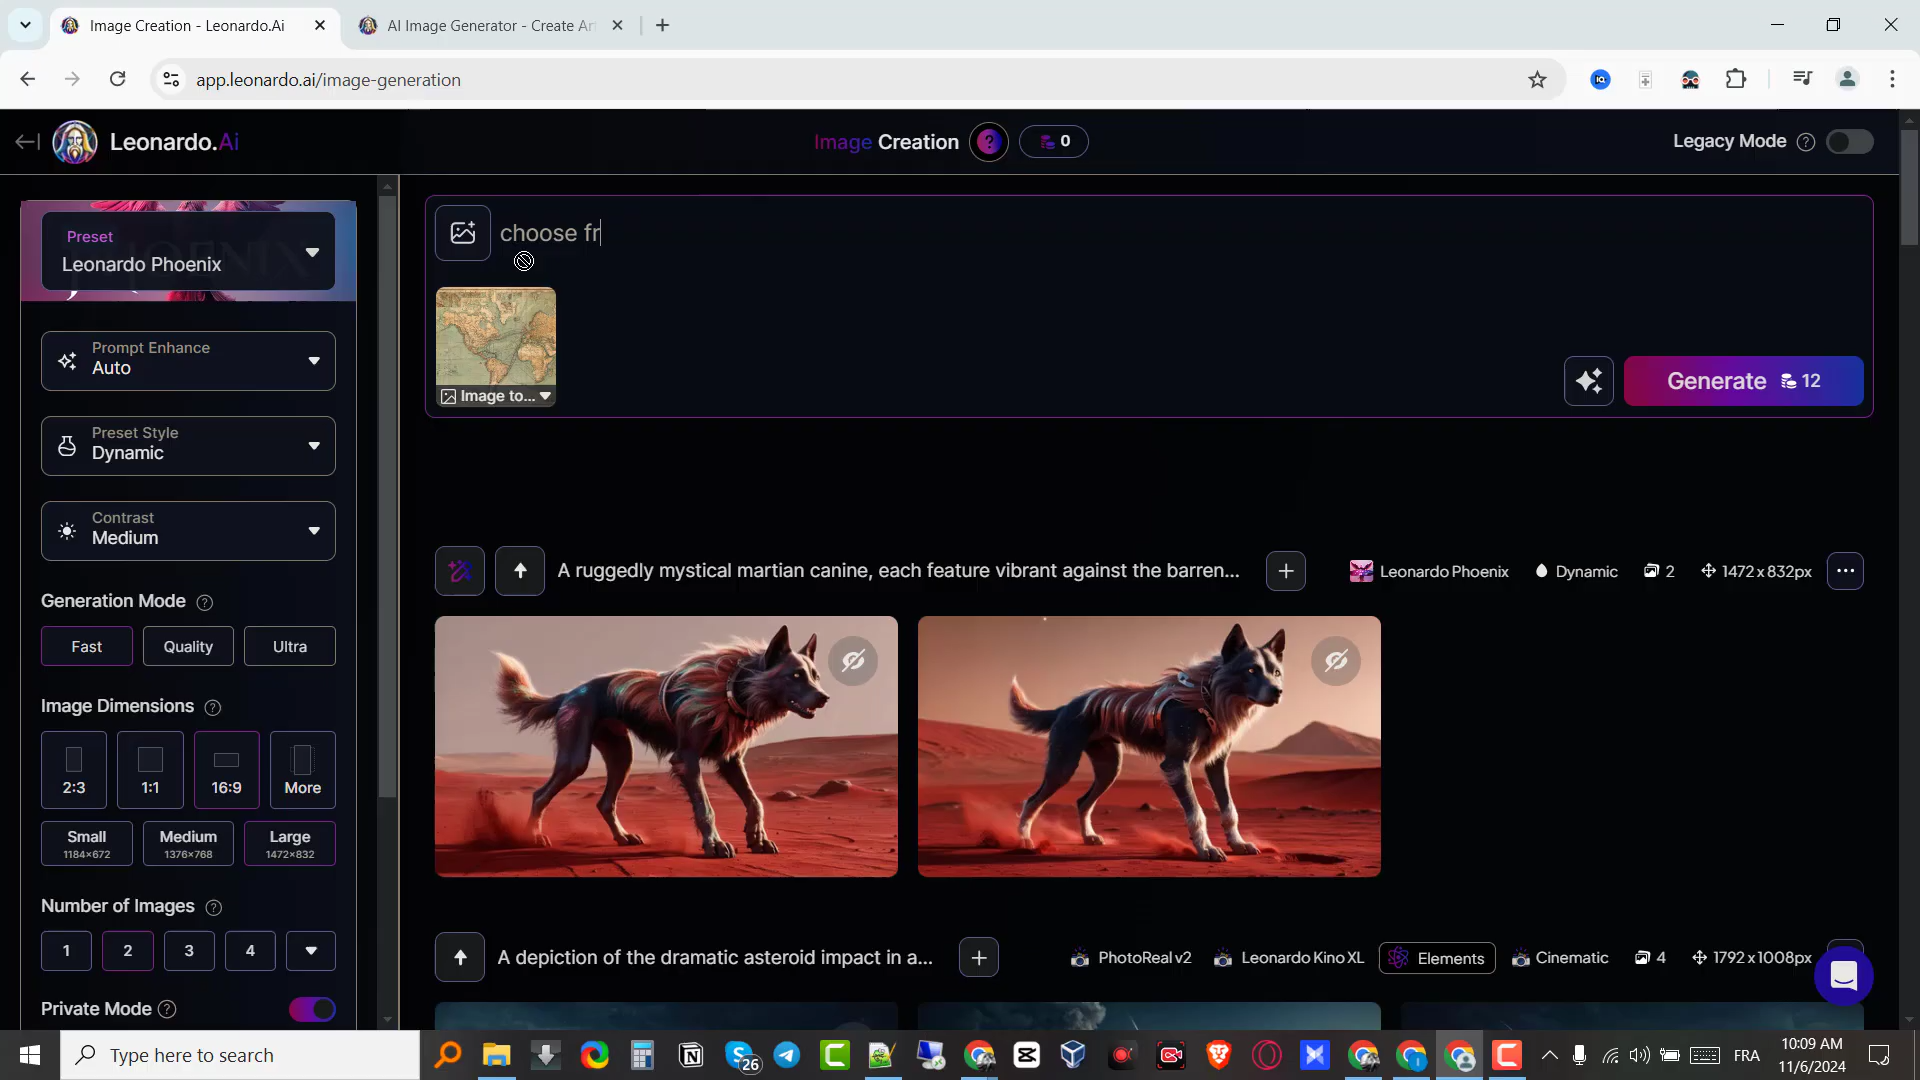 Image Creation - Leonardo.Ai
AI Image Generator - Create Ar
app.leonardo.ai/image-generation
Leonardo.Ai
Image Creation
?
0
Legacy Mode ?
Preset
Leonardo Phoenix
choose fr
Image to...
Generate 12
Prompt Enhance
Auto
Preset Style
Dynamic
Contrast
Medium
Generation Mode ?
Fast Quality Ultra
Image Dimensions ?
2:3 1:1 16:9 More
Small Medium Large
1184×672 1376×768 1472×832
Number of Images ?
1 2 3 4
Private Mode ?
A ruggedly mystical martian canine, each feature vibrant against the barren...
Leonardo Phoenix Dynamic 2 1472 x 832px
A depiction of the dramatic asteroid impact in a...
PhotoReal v2 Leonardo Kino XL Elements Cinematic 4 1792 x 1008px
Type here to search
26
FRA
10:09 AM
11/6/2024